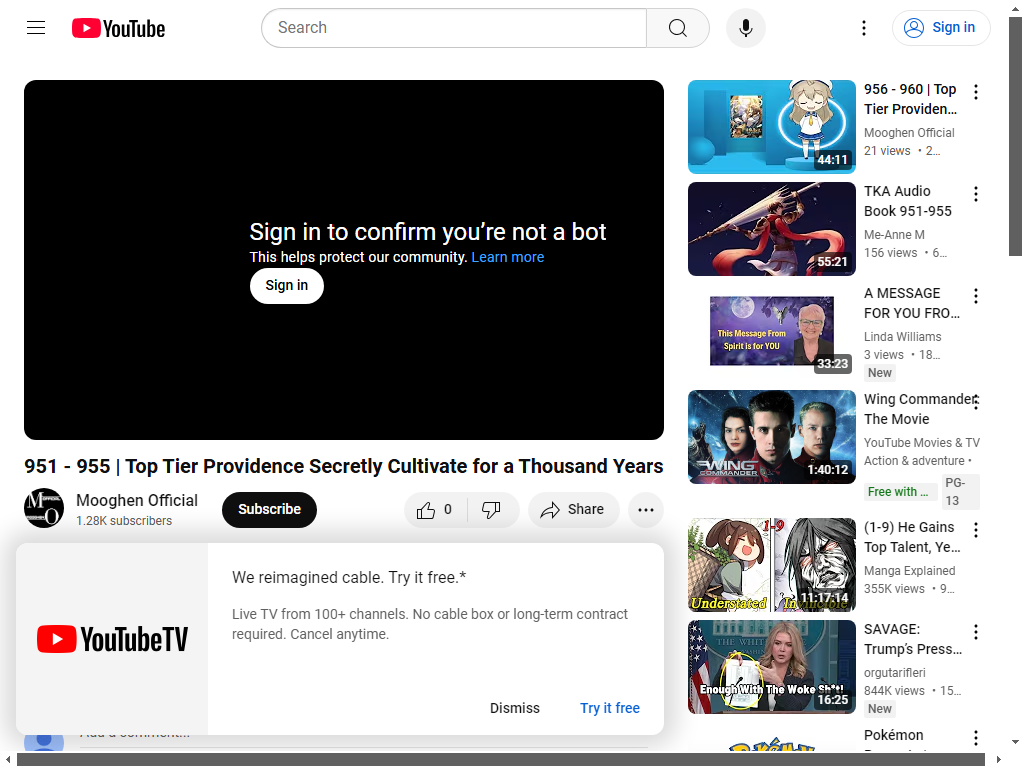 YouTube
Search
Sign in
Sign in to confirm you’re not a bot
This helps protect our community. Learn more
Sign in
951 - 955 | Top Tier Providence Secretly Cultivate for a Thousand Years
Mooghen Official
1.28K subscribers
Subscribe
0
Share
We reimagined cable. Try it free.*
Live TV from 100+ channels. No cable box or long-term contract
required. Cancel anytime.
YouTubeTV
Dismiss
Try it free
Add a comment...
956 - 960 | Top
Tier Providen…
Mooghen Official
21 views • 2…
44:11
TKA Audio
Book 951-955
Me-Anne M
156 views • 6…
55:21
A MESSAGE
FOR YOU FRO…
Linda Williams
3 views • 18…
New
This Message From
Spirit is for YOU
33:23
Wing Commander:
The Movie
YouTube Movies & TV
Action & adventure •
Free with …
PG-
13
WING
COMMANDER
1:40:12
(1-9) He Gains
Top Talent, Ye…
Manga Explained
355K views • 9…
1-9
Understated
11:17:14
SAVAGE:
Trump’s Press…
orgutarifleri
844K views • 15…
New
THE WHITE
Enough With The Woke Sh*t!
16:25
Pokémon